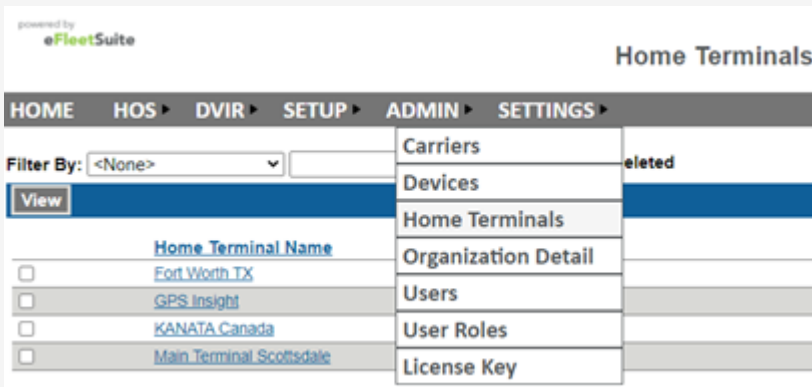 powered by
eFleetSuite
Home Terminals
HOME HOS DVIR SETUP ADMIN SETTINGS
Filter By: <None> eleted
View
Carriers
Devices
Home Terminals
Organization Detail
Users
User Roles
License Key
Home Terminal Name
Fort Worth TX
GPS Insight
KANATA Canada
Main Terminal Scottsdale